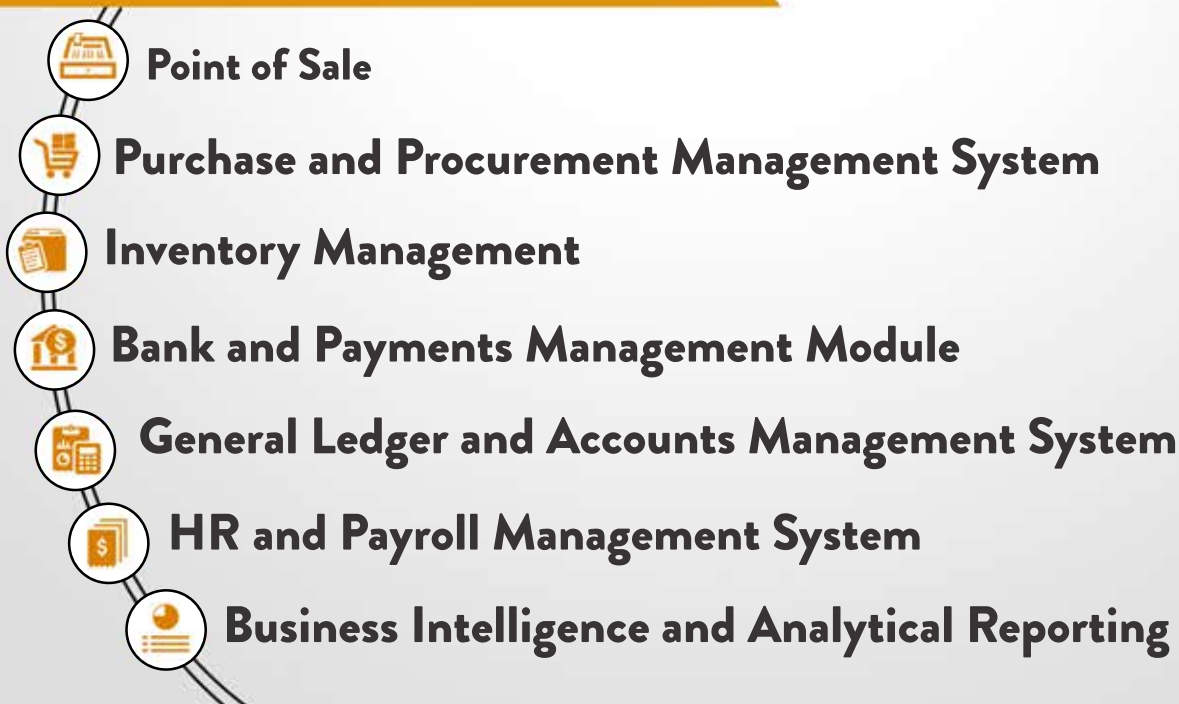 Point of Sale
Purchase and Procurement Management System
Inventory Management
Bank and Payments Management Module
General Ledger and Accounts Management System
HR and Payroll Management System
Business Intelligence and Analytical Reporting